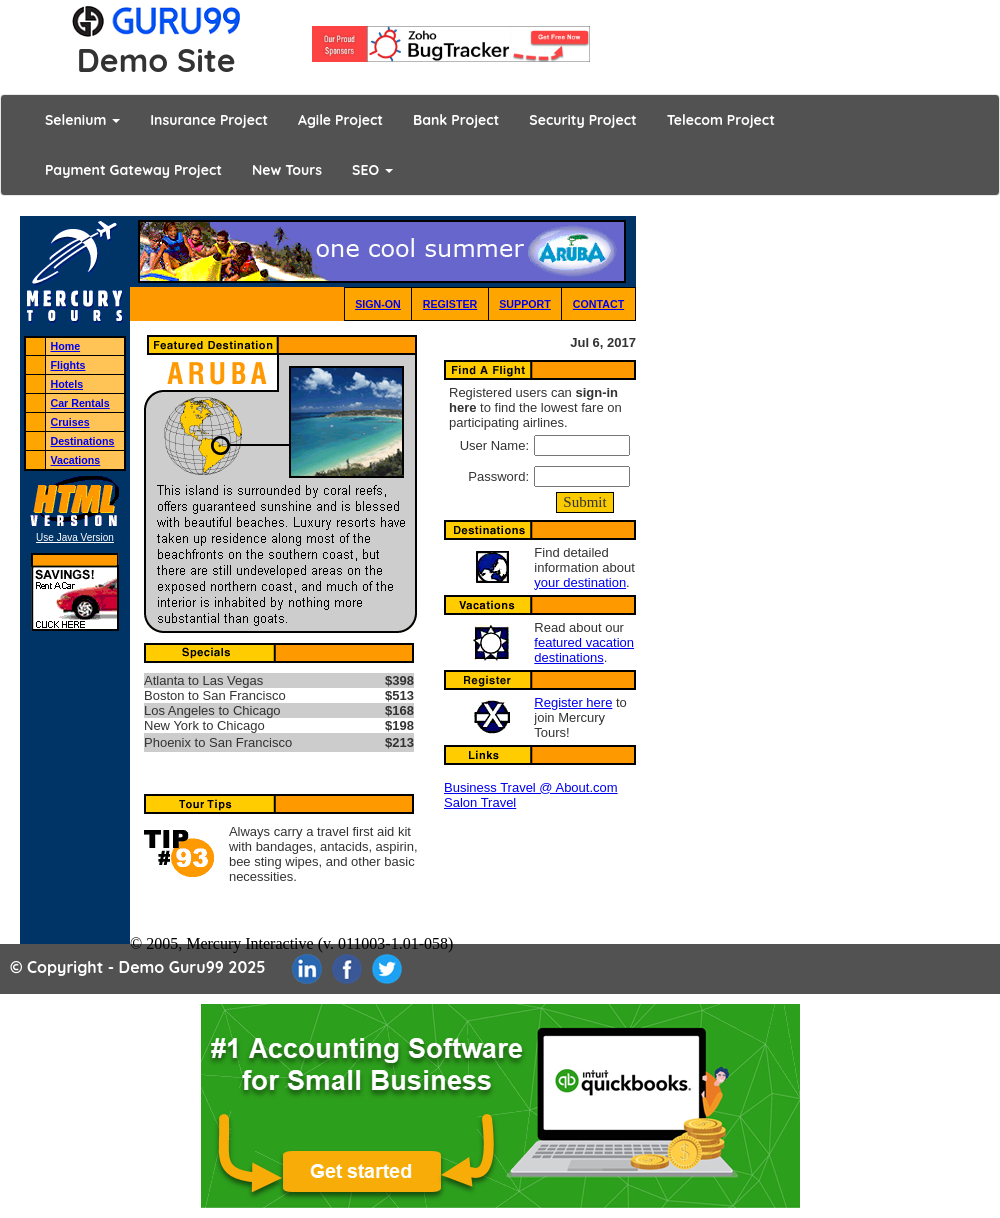 GURU99
Demo Site
Our Proud
Sponsors
Zoho
BugTracker
Get Free Now
Selenium
Insurance Project
Agile Project
Bank Project
Security Project
Telecom Project
Payment Gateway Project
New Tours
SEO
MERCURY
TOURS
one cool summer
ARUBA
SIGN-ON
REGISTER
SUPPORT
CONTACT
Home
Flights
Hotels
Car Rentals
Cruises
Destinations
Vacations
HTML
VERSION
Use Java Version
SAVINGS!
Rent A Car
CLICK HERE
Featured Destination
ARUBA
This island is surrounded by coral reefs,
offers guaranteed sunshine and is blessed
with beautiful beaches. Luxury resorts have
taken up residence along most of the
beachfronts on the southern coast, but
there are still undeveloped areas on the
exposed northern coast, and much of the
interior is inhabited by nothing more
substantial than goats.
Specials
Atlanta to Las Vegas $398
Boston to San Francisco $513
Los Angeles to Chicago $168
New York to Chicago $198
Phoenix to San Francisco $213
Tour Tips
TIP
#93
Always carry a travel first aid kit
with bandages, antacids, aspirin,
bee sting wipes, and other basic
necessities.
Jul 6, 2017
Find A Flight
Registered users can sign-in
here to find the lowest fare on
participating airlines.
User Name:
Password:
Submit
Destinations
Find detailed
information about
your destination.
Vacations
Read about our
featured vacation
destinations.
Register
Register here to
join Mercury
Tours!
Links
Business Travel @ About.com
Salon Travel
© 2005, Mercury Interactive (v. 011003-1.01-058)
© Copyright - Demo Guru99 2025
#1 Accounting Software
for Small Business
Get started
intuit
quickbooks.